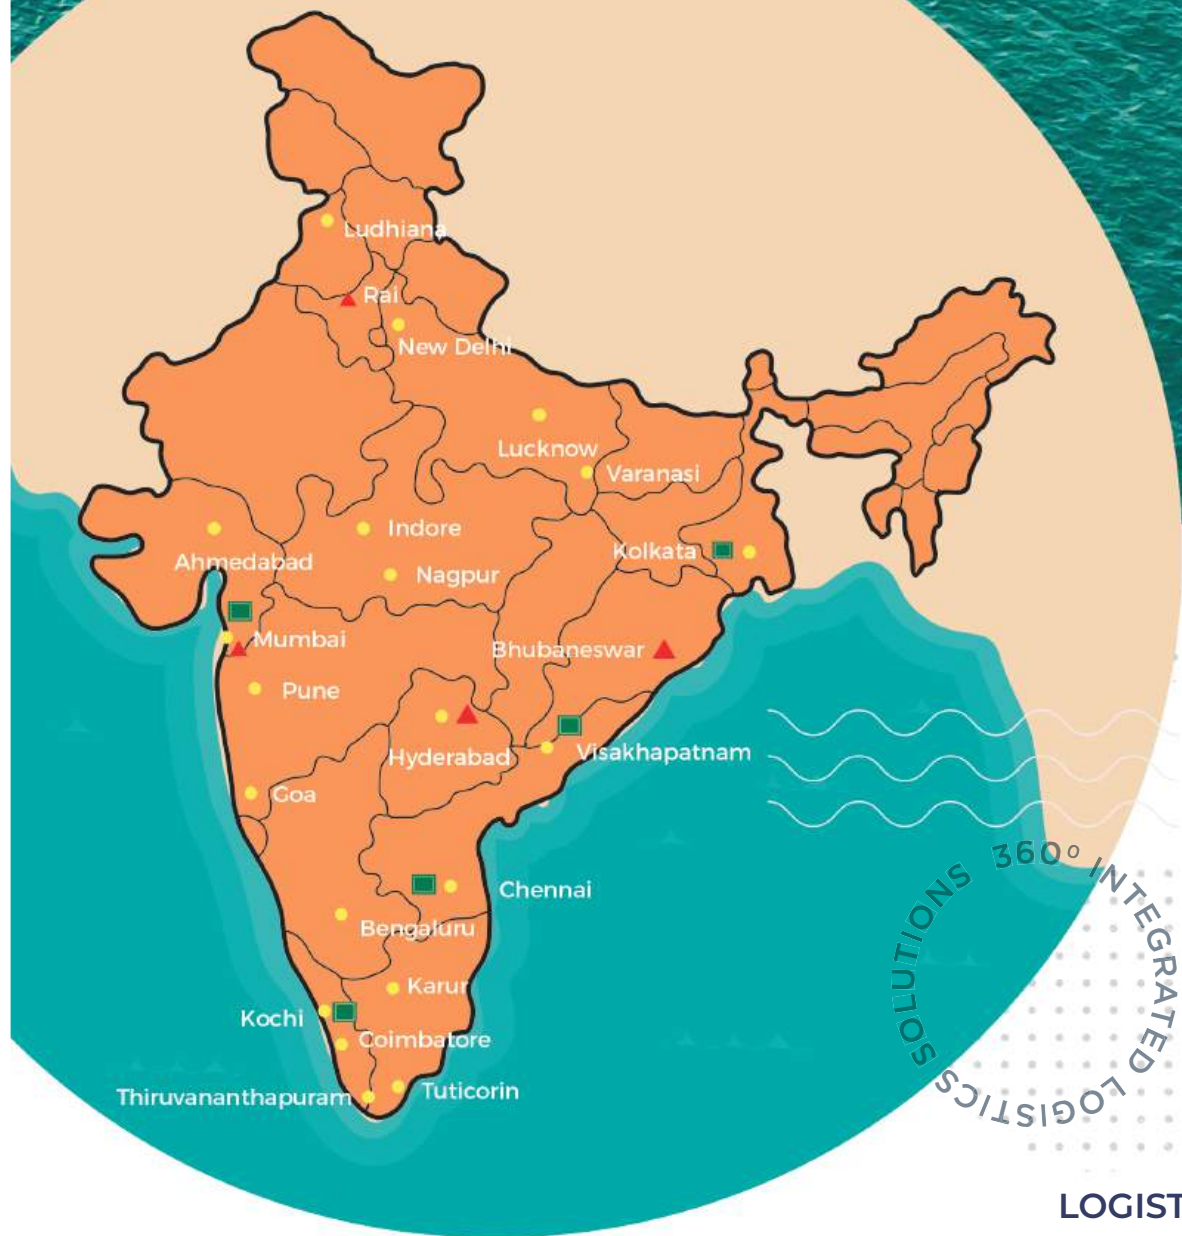 Ludhiana
Rai
New Delhi
Lucknow
Varanasi
Indore
Kolkata
Ahmedabad
Nagpur
Mumbai
Bhubaneswar
Pune
Hyderabad
Visakhapatnam
Goa
Chennai
Bengaluru
Karur
Kochi
Coimbatore
Thiruvananthapuram
Tuticorin
360º INTEGRATED LOGISTICS SOLUTIONS
LOGIST